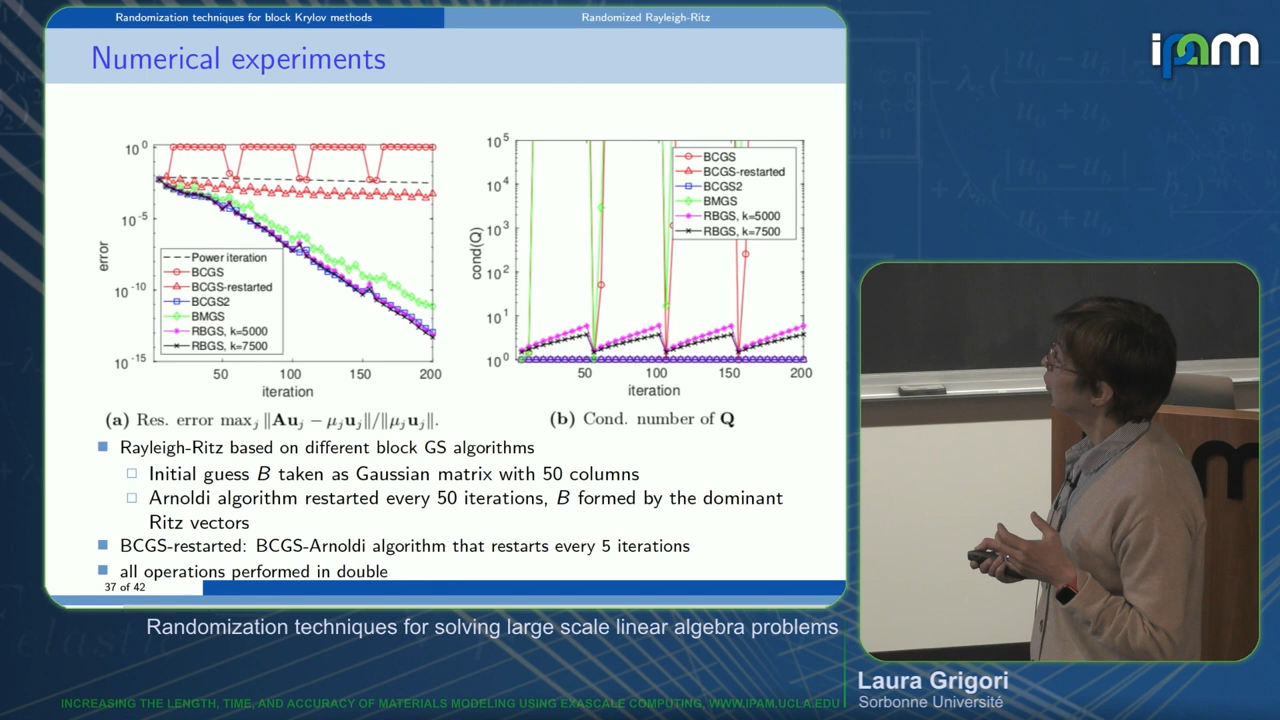 Randomization techniques for block Krylov methods
Randomized Rayleigh-Ritz
Numerical experiments
ipam
10^0
10^-5
10^-10
10^-15
error
50
100
150
200
iteration
Power iteration
BCGS
BCGS-restarted
BCGS2
BMGS
RBGS, k=5000
RBGS, k=7500
(a) Res. error max_j ‖Au_j − μ_ju_j‖/‖μ_ju_j‖.
10^5
10^4
10^3
10^2
10^1
10^0
cond(Q)
50
100
150
200
iteration
BCGS
BCGS-restarted
BCGS2
BMGS
RBGS, k=5000
RBGS, k=7500
(b) Cond. number of Q
Rayleigh-Ritz based on different block GS algorithms
Initial guess B taken as Gaussian matrix with 50 columns
Arnoldi algorithm restarted every 50 iterations, B formed by the dominant
Ritz vectors
BCGS-restarted: BCGS-Arnoldi algorithm that restarts every 5 iterations
all operations performed in double
37 of 42
Randomization techniques for solving large scale linear algebra problems
Laura Grigori
Sorbonne Université
INCREASING THE LENGTH, TIME, AND ACCURACY OF MATERIALS MODELING USING EXASCALE COMPUTING, WWW.IPAM.UCLA.EDU